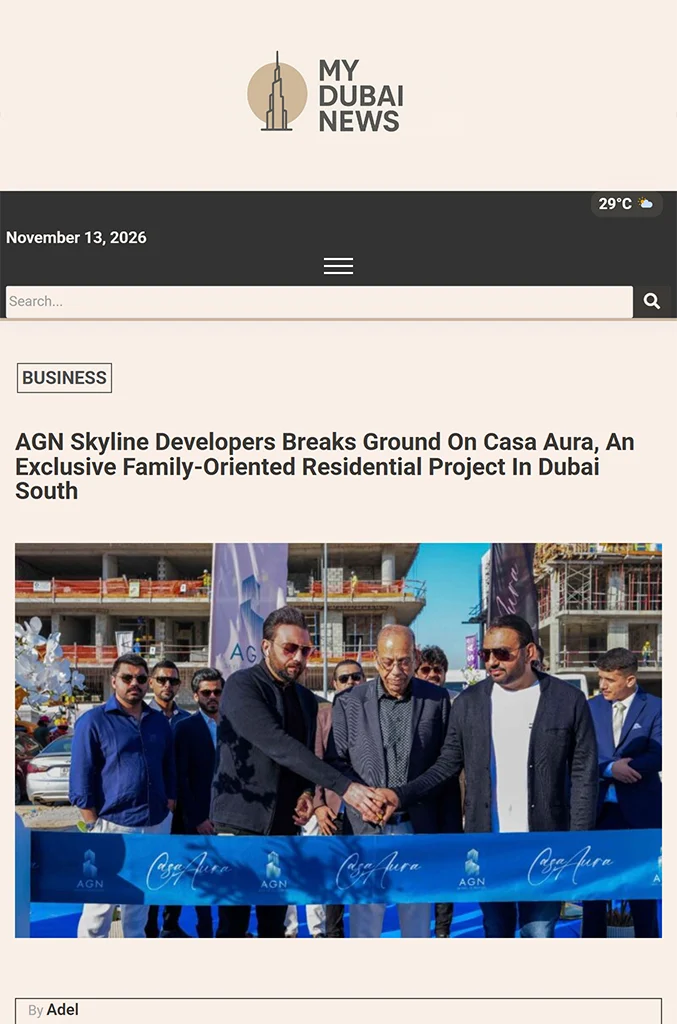 MY
DUBAI
NEWS
29°C
November 13, 2026
Search...
BUSINESS
AGN Skyline Developers Breaks Ground On Casa Aura, An
Exclusive Family-Oriented Residential Project In Dubai
South
AGN
Aura
AGN
Casa Aura
AGN
Casa Aura
AGN
Casa Aura
By Adel